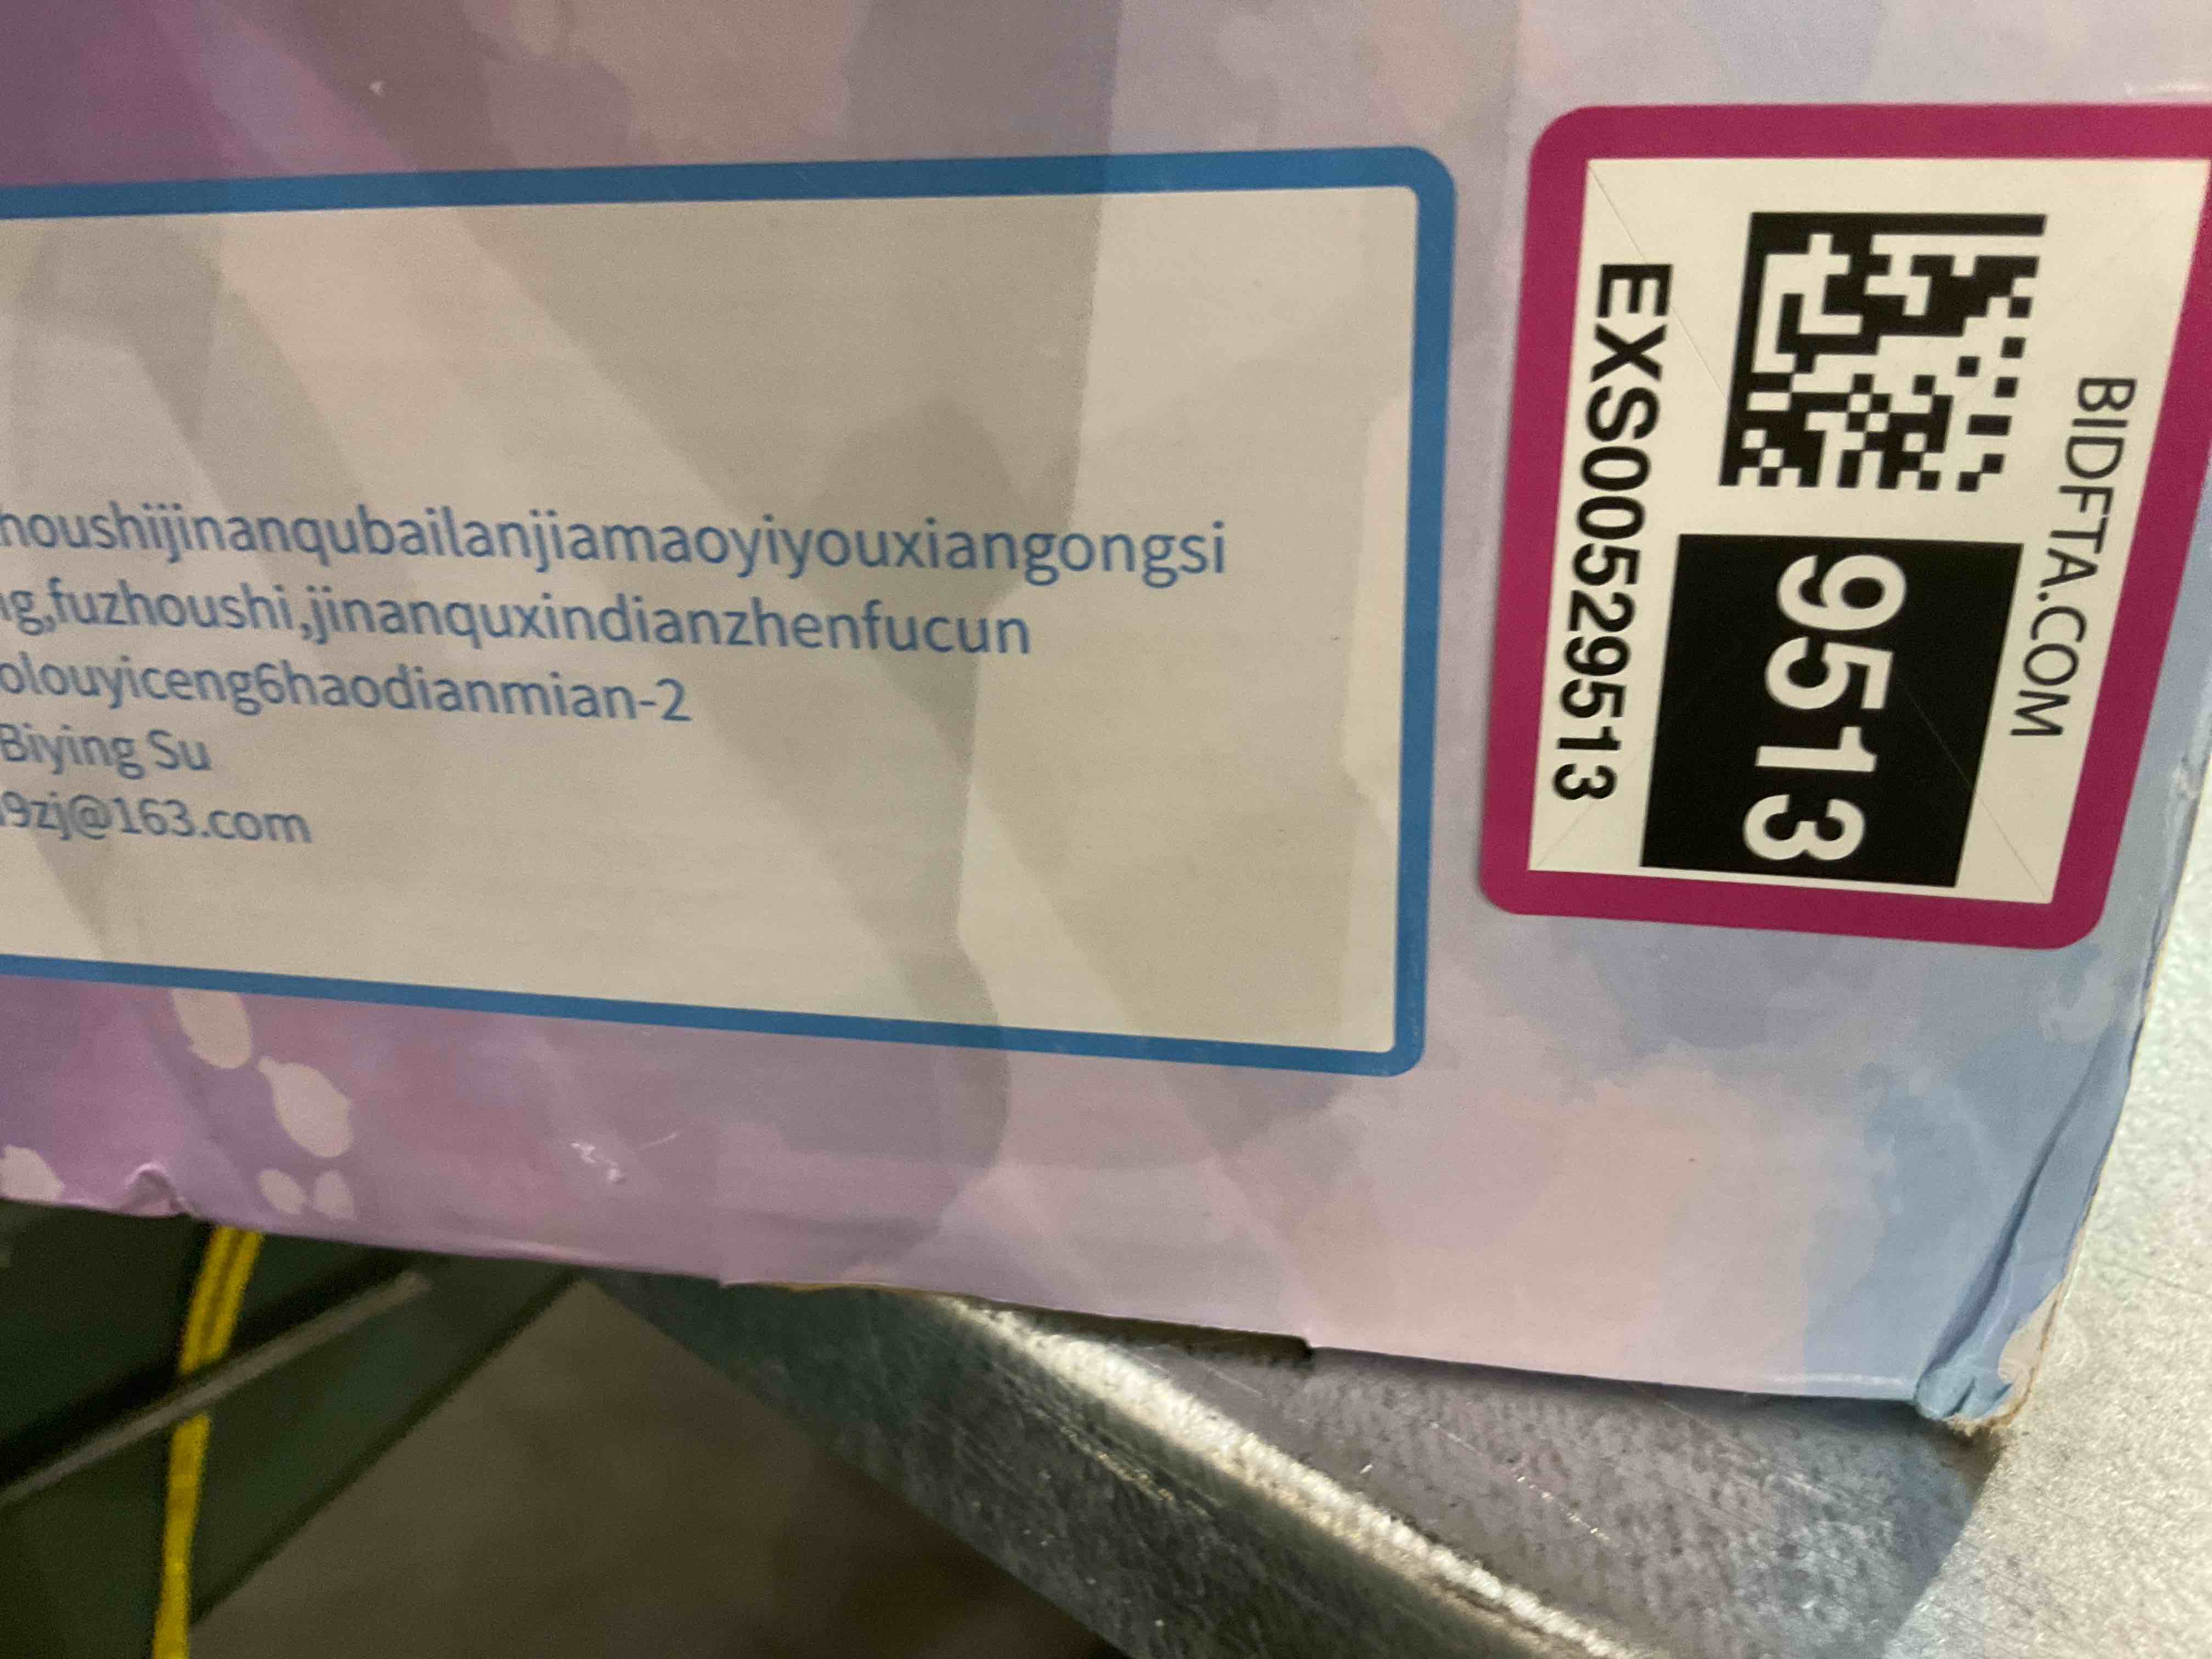 houshijinanqubailanjiamaoyiyouxiangongsi
g,fuzhoushi,jinanquxindianzhenfucun
olouyiceng6haodianmian-2
Biying Su
9zj@163.com
BIDFTA.COM
9513
EXS00529513